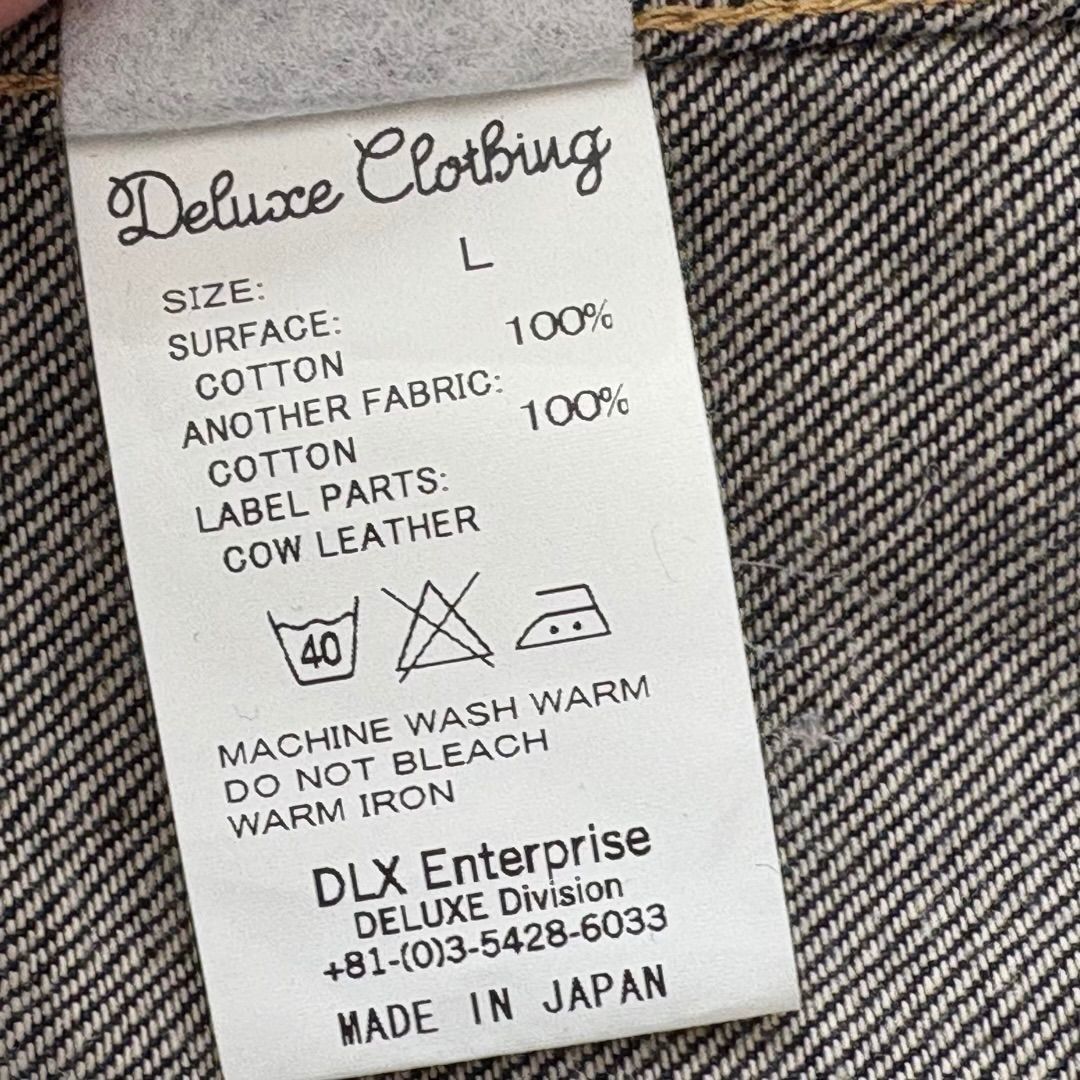 Deluxe Clothing
SIZE: L
SURFACE:
COTTON 100%
ANOTHER FABRIC:
COTTON 100%
LABEL PARTS:
COW LEATHER
40
MACHINE WASH WARM
DO NOT BLEACH
WARM IRON
DLX Enterprise
DELUXE Division
+81-(0)3-5428-6033
MADE IN JAPAN